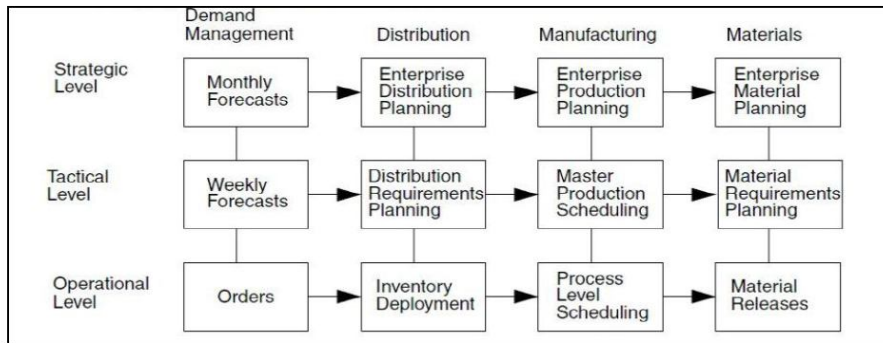 Demand
Management
Distribution
Manufacturing
Materials
Strategic
Level
Monthly
Forecasts
Enterprise
Distribution
Planning
Enterprise
Production
Planning
Enterprise
Material
Planning
Tactical
Level
Weekly
Forecasts
Distribution
Requirements
Planning
Master
Production
Scheduling
Material
Requirements
Planning
Operational
Level
Orders
Inventory
Deployment
Process
Level
Scheduling
Material
Releases